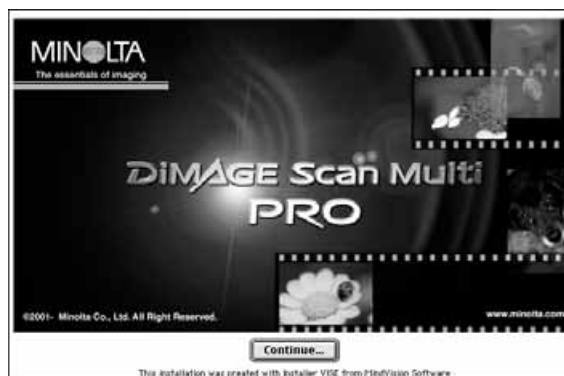 MINOLTA
The essentials of imaging
DiMAGE Scan Multi
PRO
©2001- Minolta Co., Ltd. All Right Reserved.
www.minolta.com
Continue...
This installation was created with Installer VISE from MindVision Software